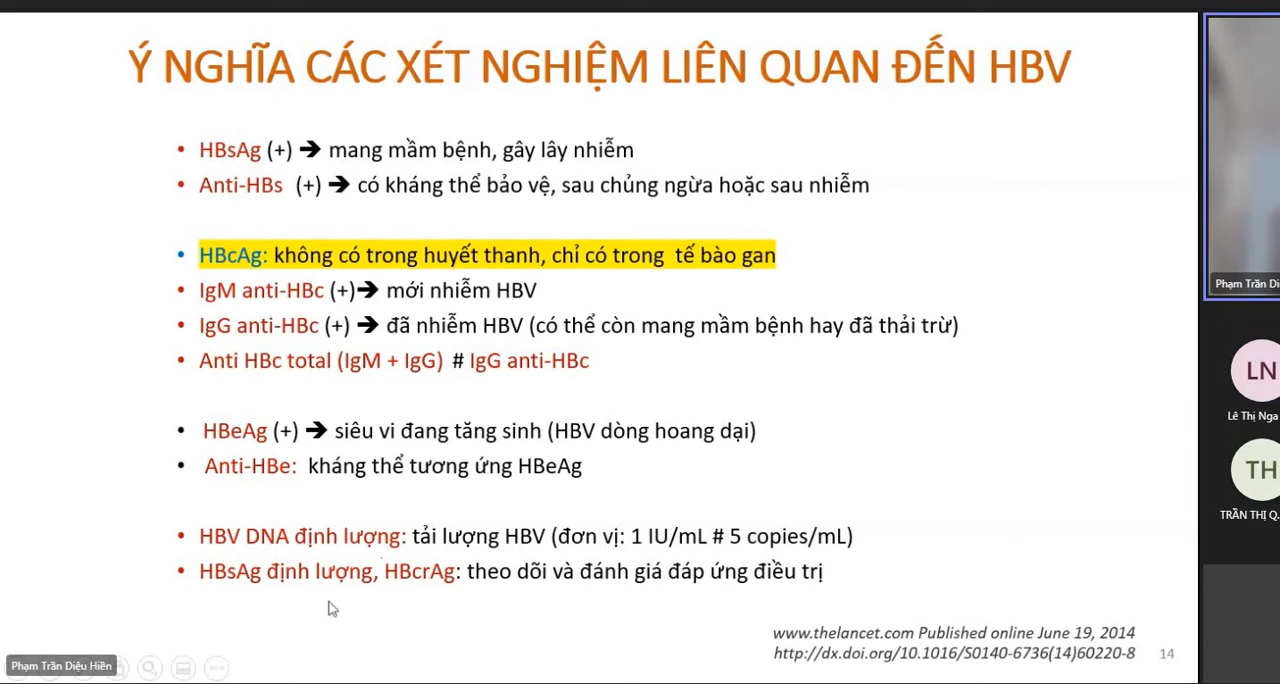 Ý NGHĨA CÁC XÉT NGHIỆM LIÊN QUAN ĐẾN HBV
• HBsAg (+) ➔ mang mầm bệnh, gây lây nhiễm
• Anti-HBs (+) ➔ có kháng thể bảo vệ, sau chủng ngừa hoặc sau nhiễm
• HBcAg: không có trong huyết thanh, chỉ có trong tế bào gan
• IgM anti-HBc (+)➔ mới nhiễm HBV
• IgG anti-HBc (+) ➔ đã nhiễm HBV (có thể còn mang mầm bệnh hay đã thải trừ)
• Anti HBc total (IgM + IgG) # IgG anti-HBc
• HBeAg (+) ➔ siêu vi đang tăng sinh (HBV dòng hoang dại)
• Anti-HBe: kháng thể tương ứng HBeAg
• HBV DNA định lượng: tải lượng HBV (đơn vị: 1 IU/mL # 5 copies/mL)
• HBsAg định lượng, HBcrAg: theo dõi và đánh giá đáp ứng điều trị
www.thelancet.com Published online June 19, 2014
http://dx.doi.org/10.1016/S0140-6736(14)60220-8
14
Phạm Trần Diệu Hiền
Phạm Trần Di
LN
Lê Thị Nga
TH
TRẦN THỊ Q.